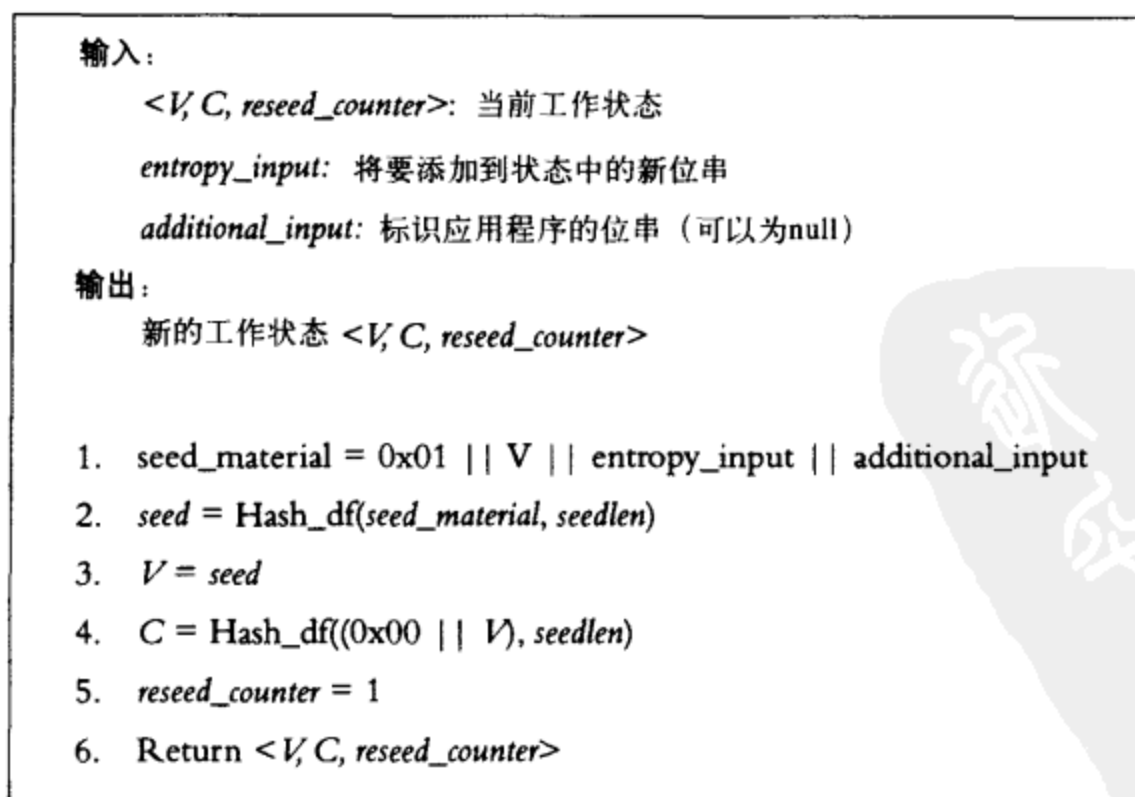 输入：
<V, C, reseed_counter>: 当前工作状态
entropy_input: 将要添加到状态中的新位串
additional_input: 标识应用程序的位串（可以为null）
输出：
新的工作状态 <V, C, reseed_counter>
1. seed_material = 0x01 || V || entropy_input || additional_input
2. seed = Hash_df(seed_material, seedlen)
3. V = seed
4. C = Hash_df((0x00 || V), seedlen)
5. reseed_counter = 1
6. Return <V, C, reseed_counter>